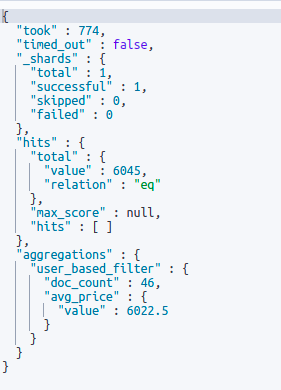 {
  "took" : 774,
  "timed_out" : false,
  "_shards" : {
    "total" : 1,
    "successful" : 1,
    "skipped" : 0,
    "failed" : 0
  },
  "hits" : {
    "total" : {
      "value" : 6045,
      "relation" : "eq"
    },
    "max_score" : null,
    "hits" : [ ]
  },
  "aggregations" : {
    "user_based_filter" : {
      "doc_count" : 46,
      "avg_price" : {
        "value" : 6022.5
      }
    }
  }
}